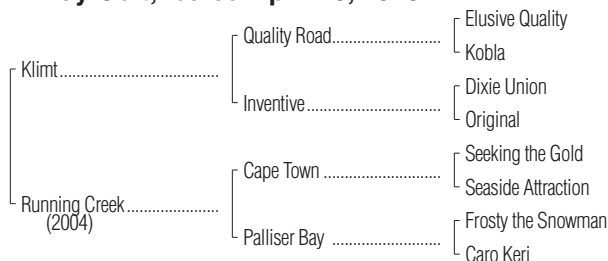 Elusive Quality
Quality Road
Kobla
Klimt
Dixie Union
Inventive
Original
Seeking the Gold
Cape Town
Seaside Attraction
Running Creek
(2004)
Frosty the Snowman
Palliser Bay
Caro Keri